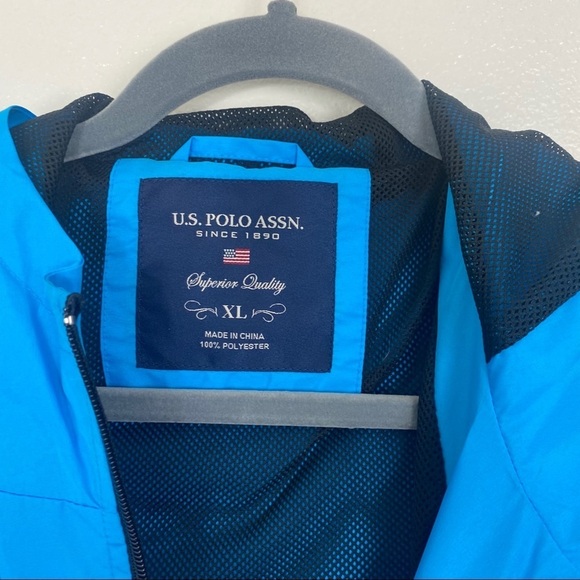 U.S. POLO ASSN.
SINCE 1890
Superior Quality
XL
MADE IN CHINA
100% POLYESTER